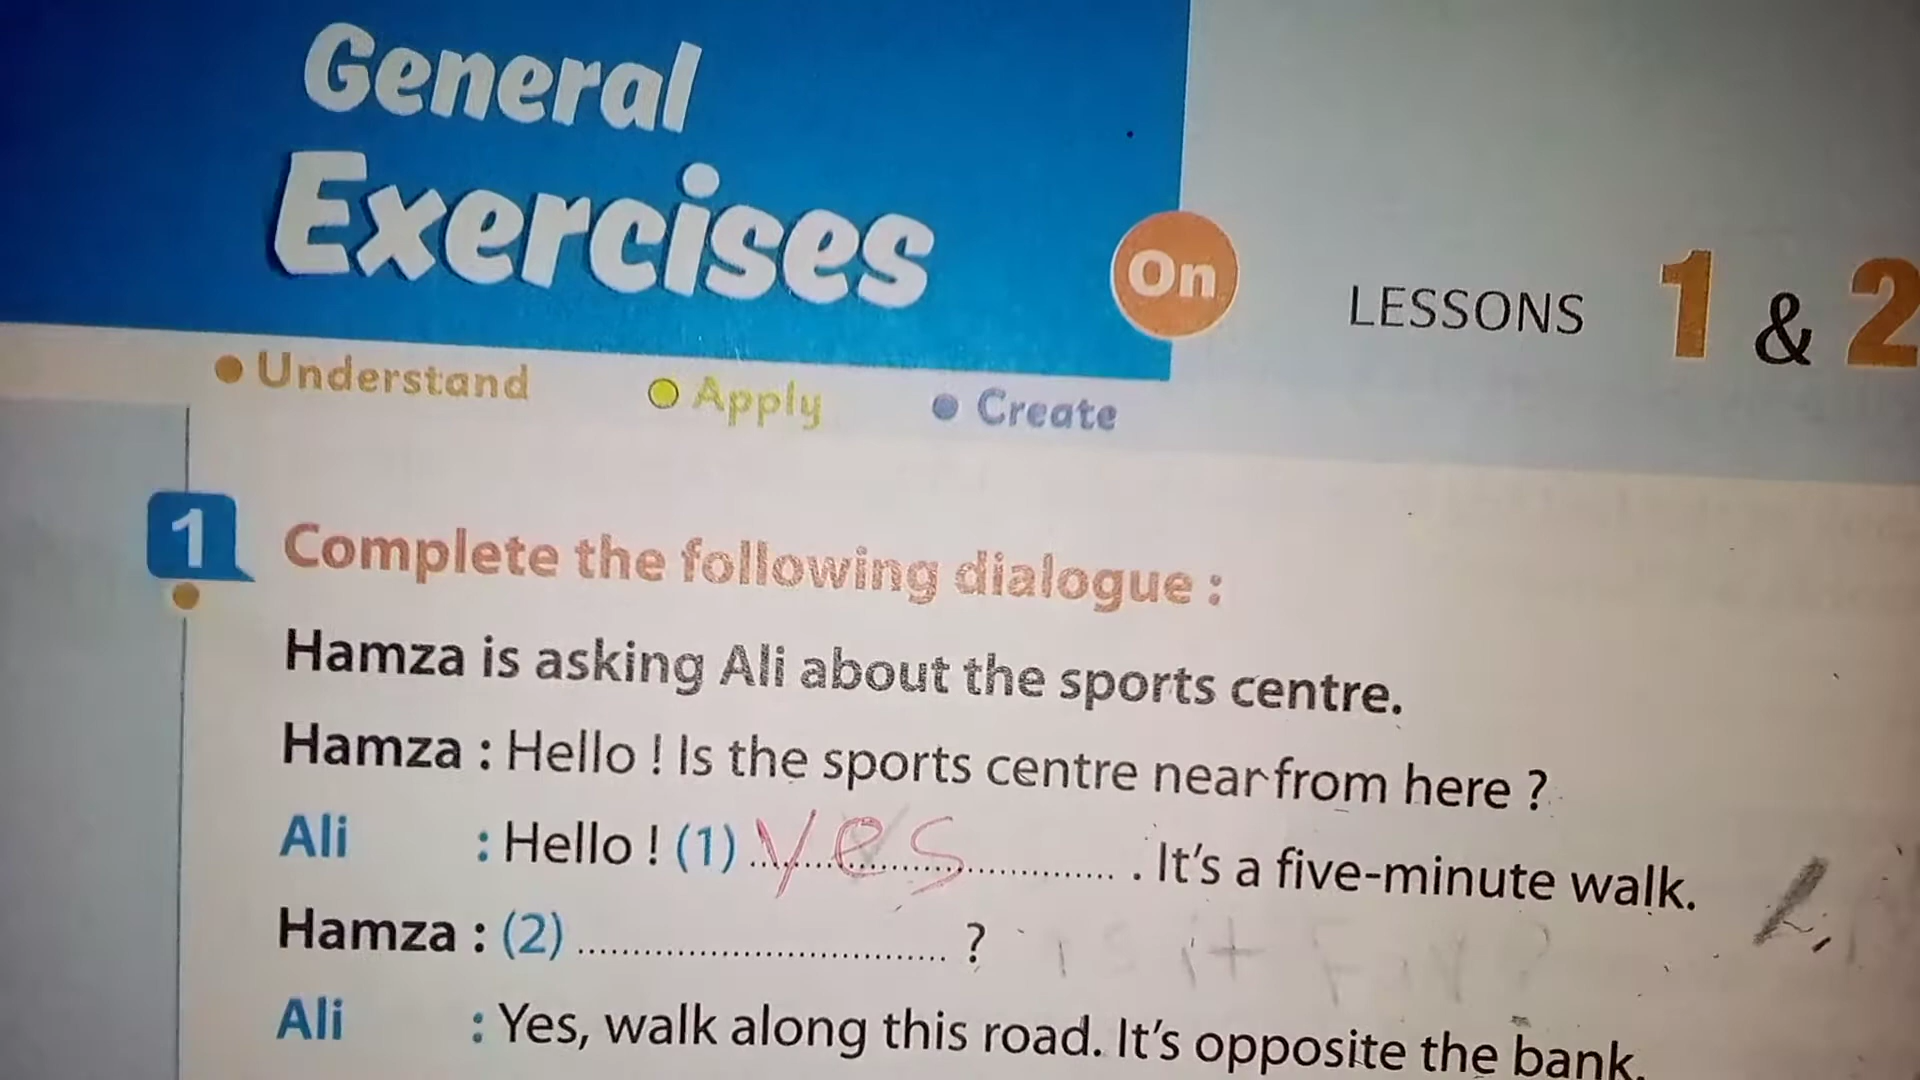 General
Exercises
On LESSONS 1 & 2
Understand Apply Create
1 Complete the following dialogue :
Hamza is asking Ali about the sports centre.
Hamza : Hello ! Is the sports centre near from here ?
Ali : Hello ! (1) yes . It's a five-minute walk.
Hamza : (2) ? is it
Ali : Yes, walk along this road. It's opposite the bank.